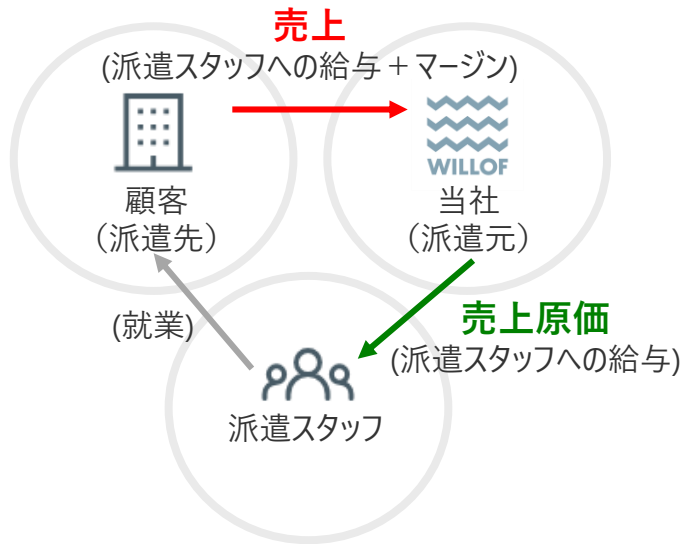 売上
(派遣スタッフへの給与＋マージン)
WILLOF
顧客
（派遣先）
当社
（派遣元）
(就業)
売上原価
(派遣スタッフへの給与)
派遣スタッフ